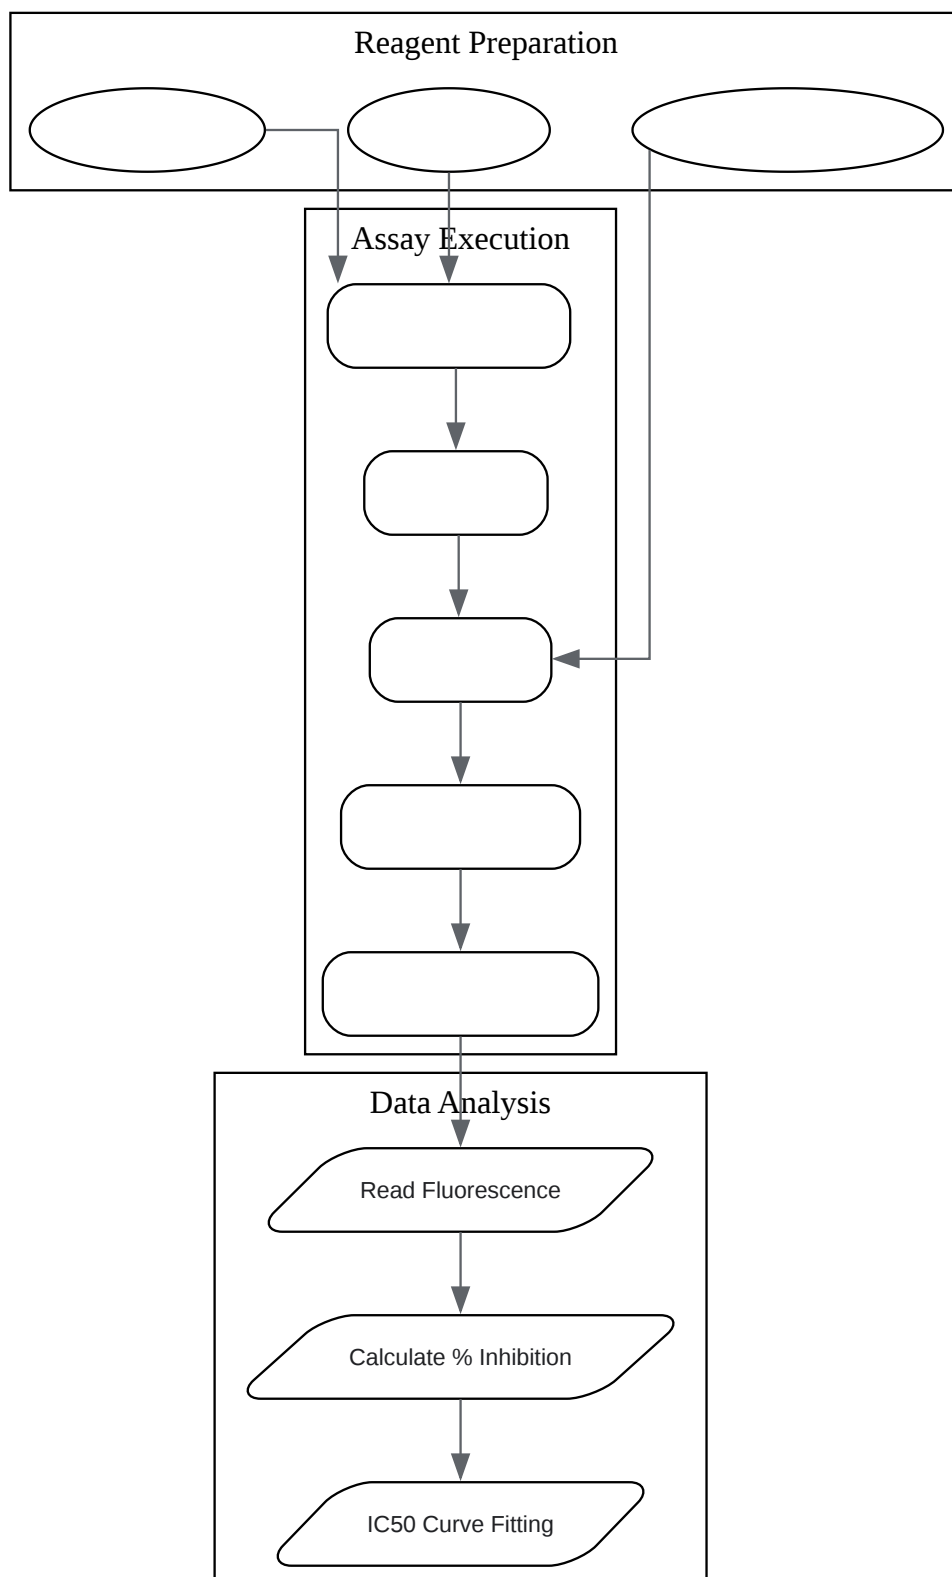 Reagent Preparation
Assay Execution
Data Analysis
Read Fluorescence
Calculate % Inhibition
IC50 Curve Fitting